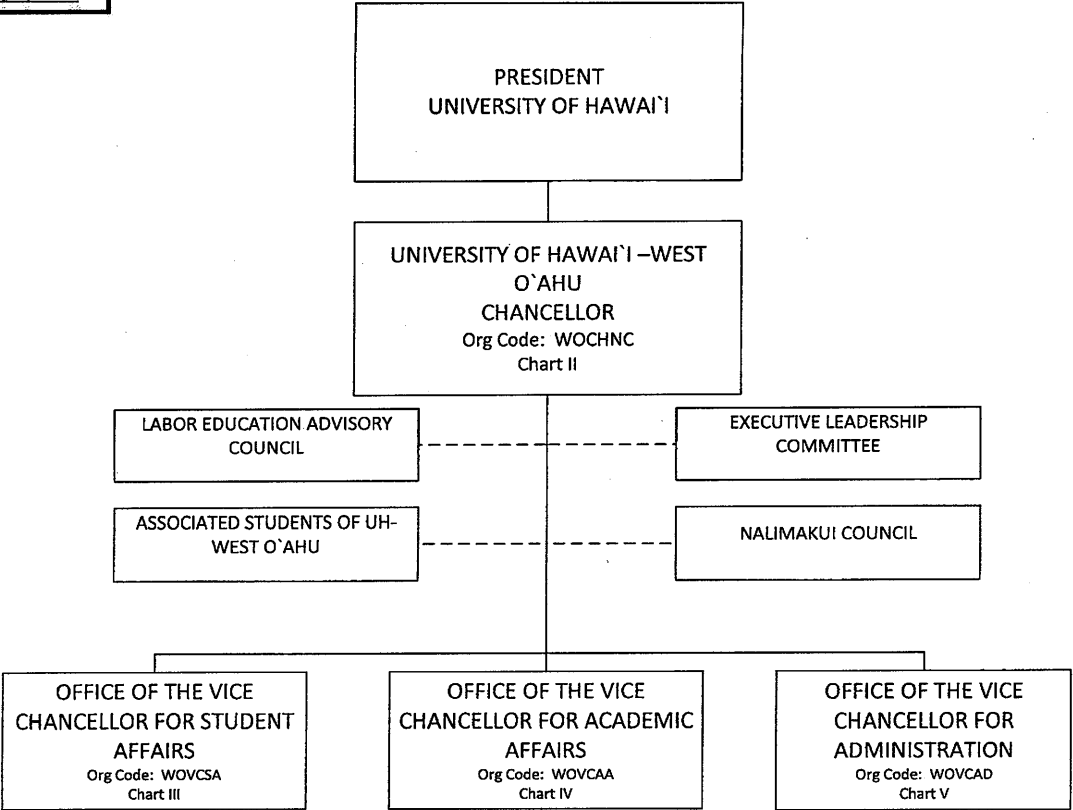 PRESIDENT
UNIVERSITY OF HAWAI`I
UNIVERSITY OF HAWAI`I –WEST
O`AHU
CHANCELLOR
Org Code: WOCHNC
Chart II
LABOR EDUCATION ADVISORY
COUNCIL
EXECUTIVE LEADERSHIP
COMMITTEE
ASSOCIATED STUDENTS OF UH-
WEST O`AHU
NALIMAKUI COUNCIL
OFFICE OF THE VICE
CHANCELLOR FOR STUDENT
AFFAIRS
Org Code: WOVCSA
Chart III
OFFICE OF THE VICE
CHANCELLOR FOR ACADEMIC
AFFAIRS
Org Code: WOVCAA
Chart IV
OFFICE OF THE VICE
CHANCELLOR FOR
ADMINISTRATION
Org Code: WOVCAD
Chart V